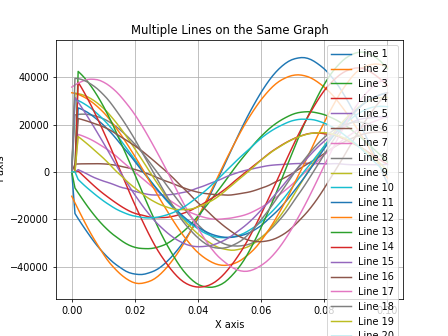 Multiple Lines on the Same Graph
40000
20000
0
−20000
−40000
0.00
0.02
0.04
0.06
X axis
Line 1
Line 2
Line 3
Line 4
Line 5
Line 6
Line 7
Line 8
Line 9
Line 10
Line 11
Line 12
Line 13
Line 14
Line 15
Line 16
Line 17
Line 18
Line 19
Line 20